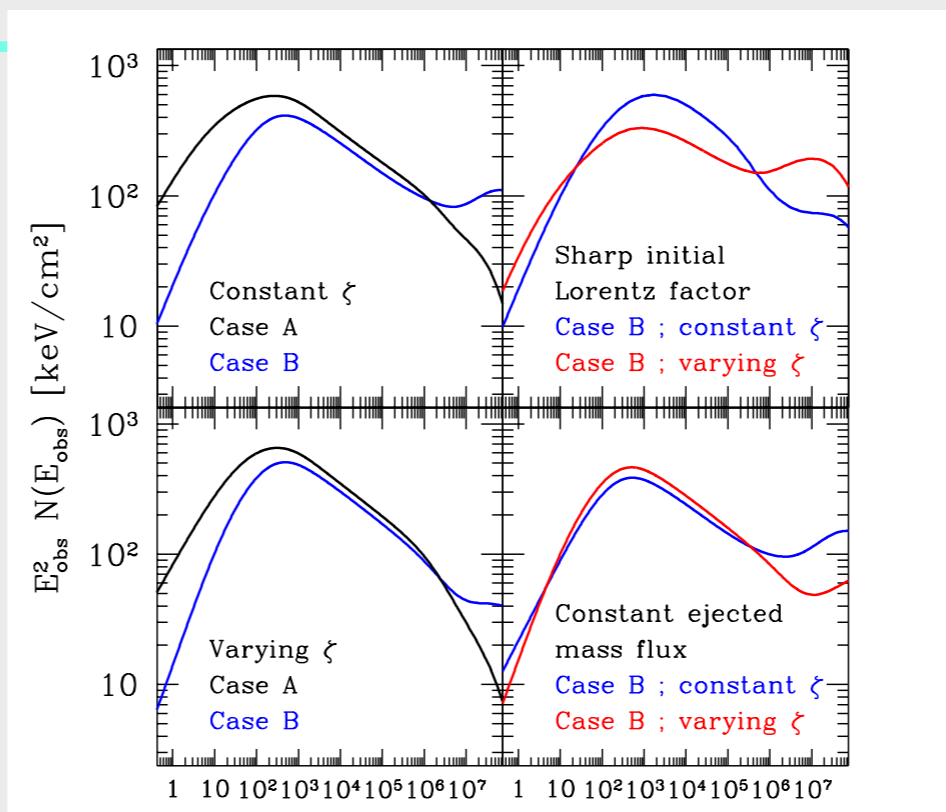 10³
10²
10
Constant ζ
Case A
Case B
Sharp initial
Lorentz factor
Case B ; constant ζ
Case B ; varying ζ
E²obs N(Eobs) [keV/cm²]
10³
10²
10
Varying ζ
Case A
Case B
Constant ejected
mass flux
Case B ; constant ζ
Case B ; varying ζ
1 10 10² 10³ 10⁴ 10⁵ 10⁶ 10⁷ 1 10 10² 10³ 10⁴ 10⁵ 10⁶ 10⁷